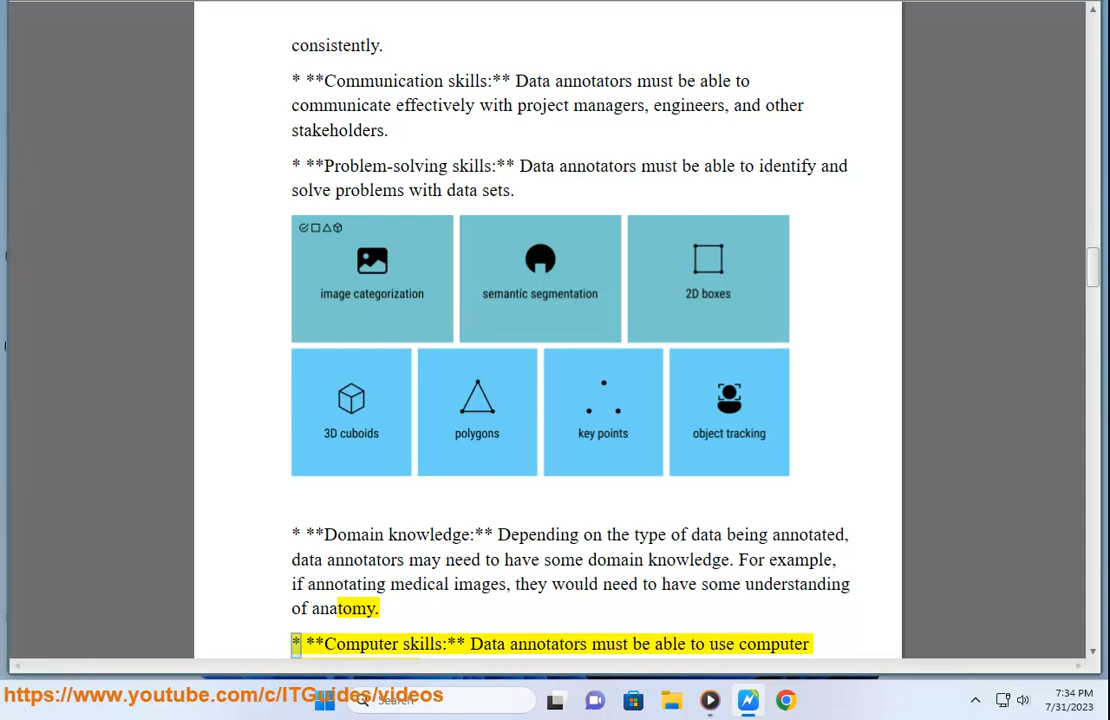 consistently.
* **Communication skills:** Data annotators must be able to
communicate effectively with project managers, engineers, and other
stakeholders.
* **Problem-solving skills:** Data annotators must be able to identify and
solve problems with data sets.
image categorization
semantic segmentation
2D boxes
3D cuboids
polygons
key points
object tracking
* **Domain knowledge:** Depending on the type of data being annotated,
data annotators may need to have some domain knowledge. For example,
if annotating medical images, they would need to have some understanding
of anatomy.
* **Computer skills:** Data annotators must be able to use computer
https://www.youtube.com/c/ITGuides/videos
Search
7:34 PM
7/31/2023